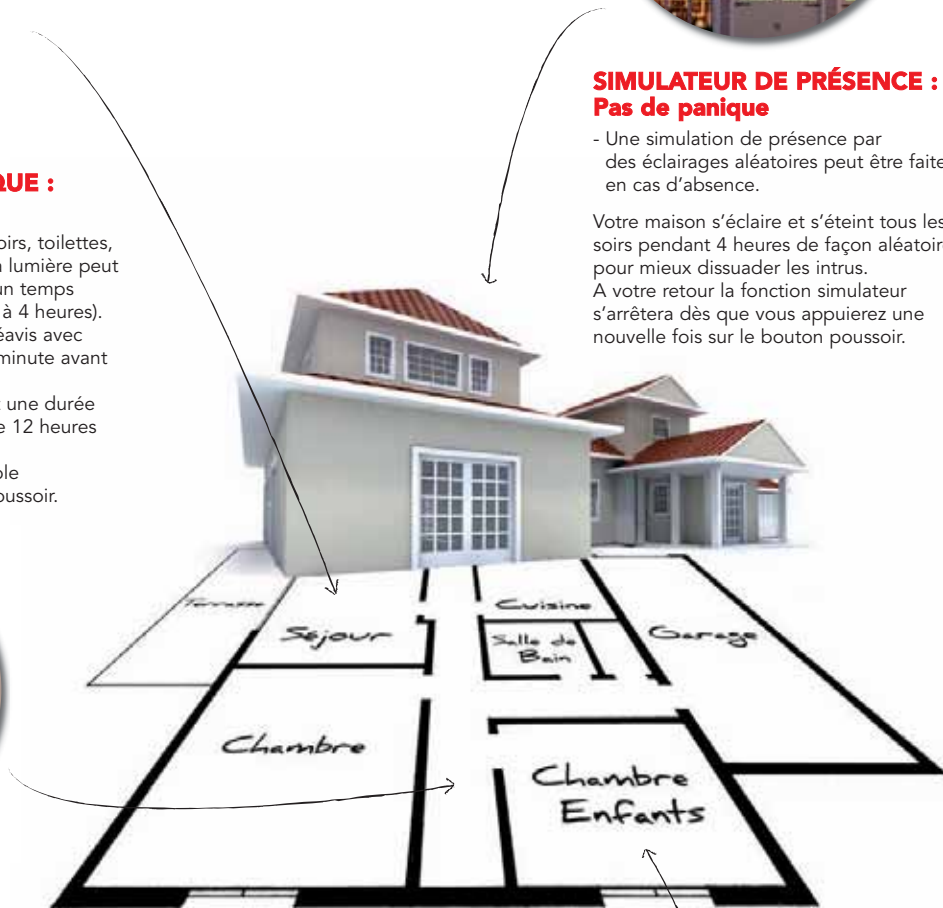 SIMULATEUR DE PRÉSENCE :
Pas de panique
- Une simulation de présence par
des éclairages aléatoires peut être faite
en cas d’absence.
Votre maison s’éclaire et s’éteint tous les
soirs pendant 4 heures de façon aléatoire
pour mieux dissuader les intrus.
A votre retour la fonction simulateur
s’arrêtera dès que vous appuierez une
nouvelle fois sur le bouton poussoir.
QUE :
oirs, toilettes,
lumière peut
un temps
à 4 heures).
éavis avec
minute avant
une durée
e 12 heures
ble
oussoir.
Terrasse
Séjour
Cuisine
Salle de
Bain
Garage
Chambre
Chambre
Enfants